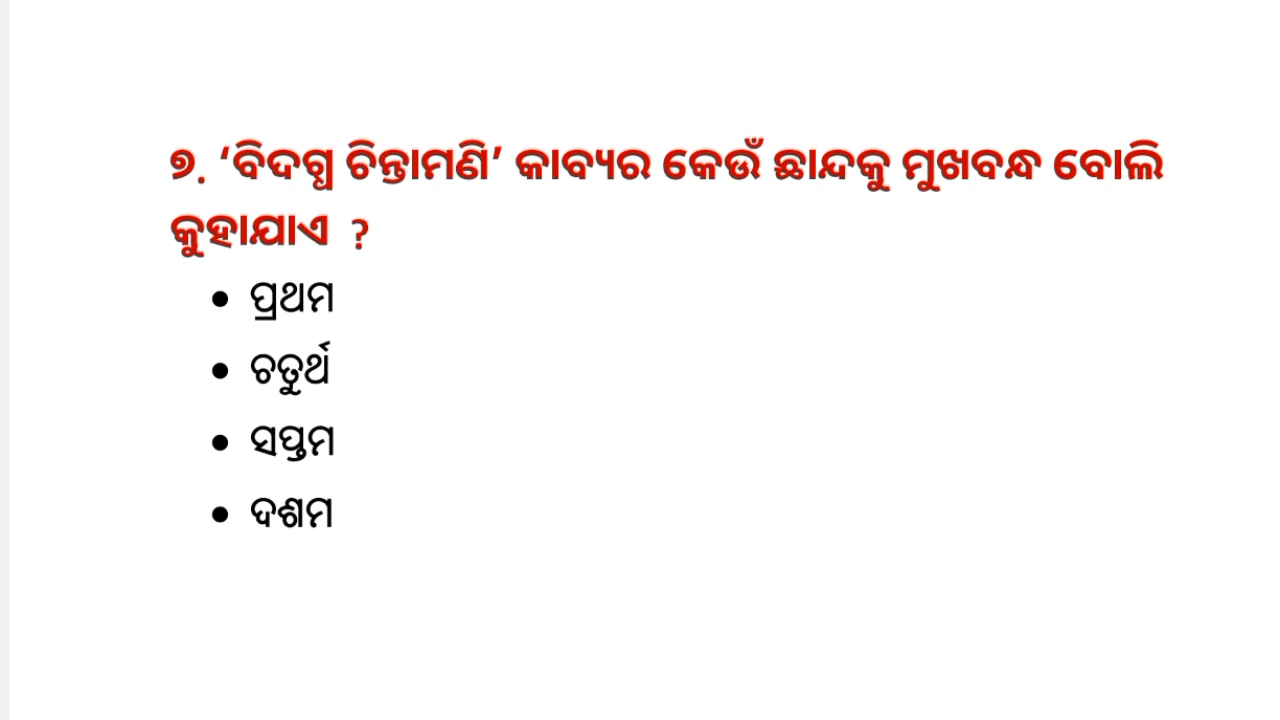 ୭. ‘ବିଦଗ୍ଧ ଚିନ୍ତାମଣି’ କାବ୍ୟର କେଉଁ ଛାନ୍ଦକୁ ମୁଖବନ୍ଧ ବୋଲି
କୁହାଯାଏ ?
• ପ୍ରଥମ
• ଚତୁର୍ଥ
• ସପ୍ତମ
• ଦଶମ